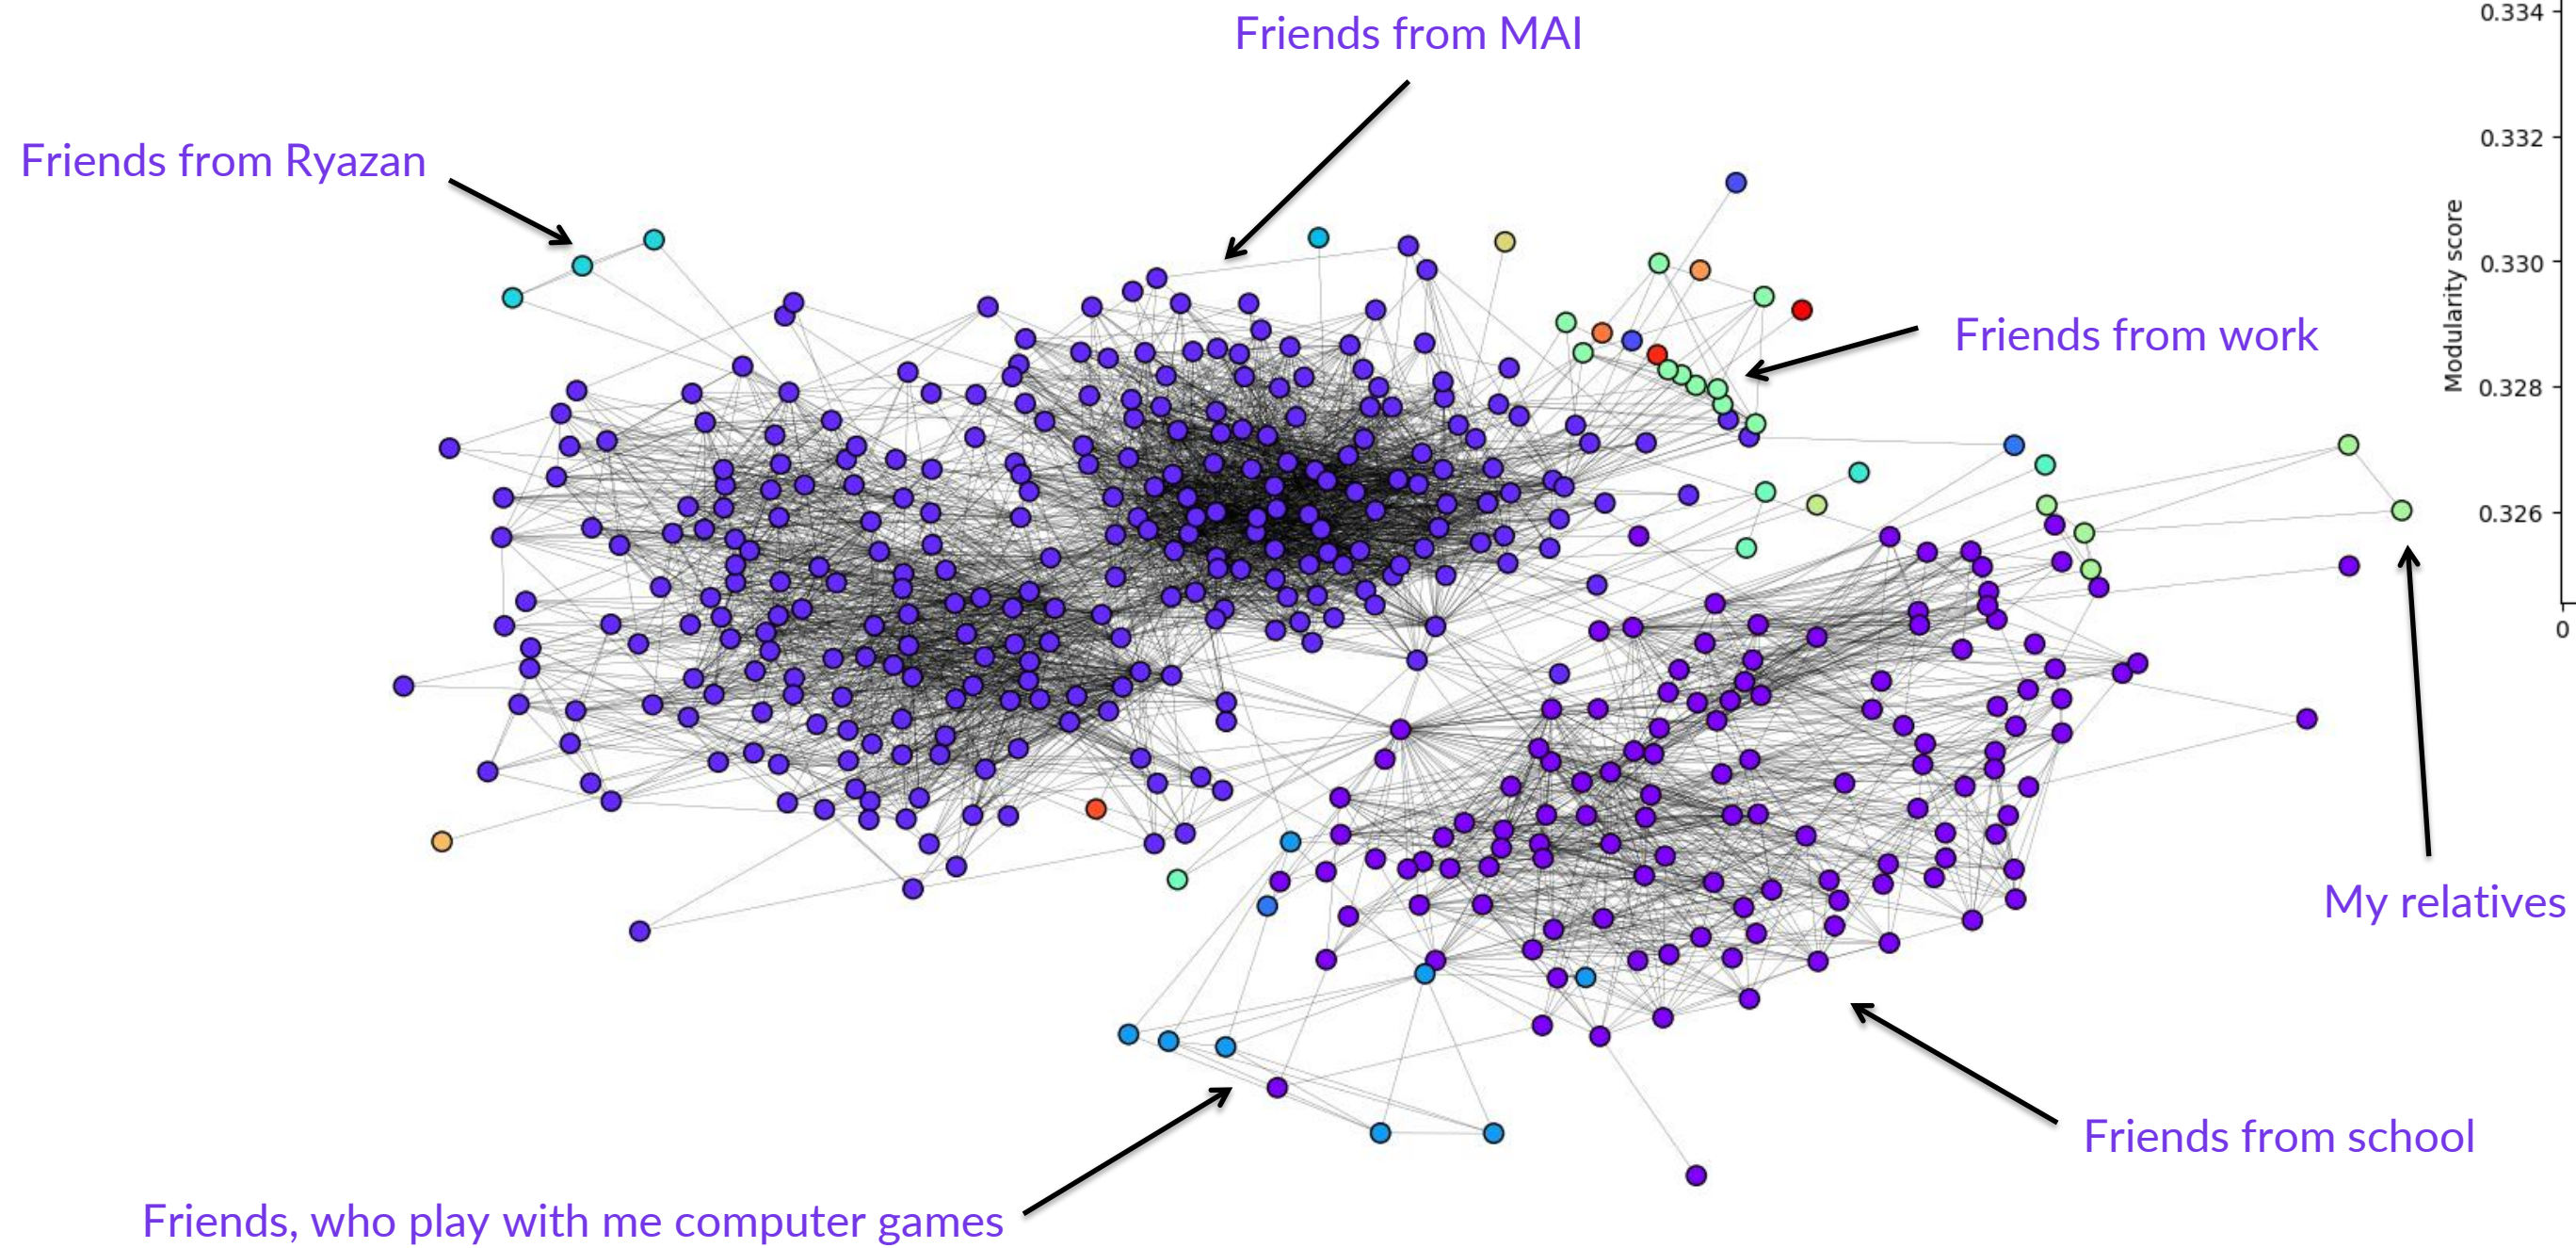 Friends from MAI
0.334
0.332
Friends from Ryazan
0.330
Modularity score
Friends from work
0.328
0.326
0
My relatives
Friends from school
Friends, who play with me computer games